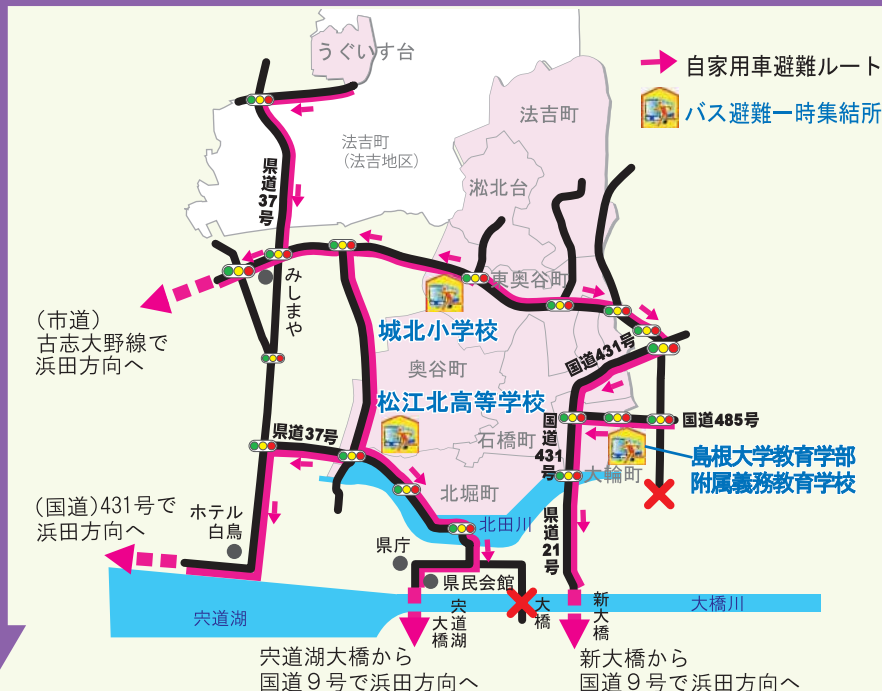 うぐいす台
自家用車避難ルート
バス避難一時集結所
法吉町
法吉町
(法吉地区)
県道37号
淞北台
東奥谷町
みしまや
(市道)
古志大野線で
浜田方向へ
城北小学校
国道431号
奥谷町
松江北高等学校
国道485号
国道431号
石橋町
県道37号
大輪町
島根大学教育学部
附属義務教育学校
北堀町
(国道)431号で
浜田方向へ
ホテル
白鳥
北田川
県道21号
県庁
県民会館
宍道湖
宍道湖大橋
大橋
新大橋
大橋川
宍道湖大橋から
国道9号で浜田方向へ
新大橋から
国道9号で浜田方向へ